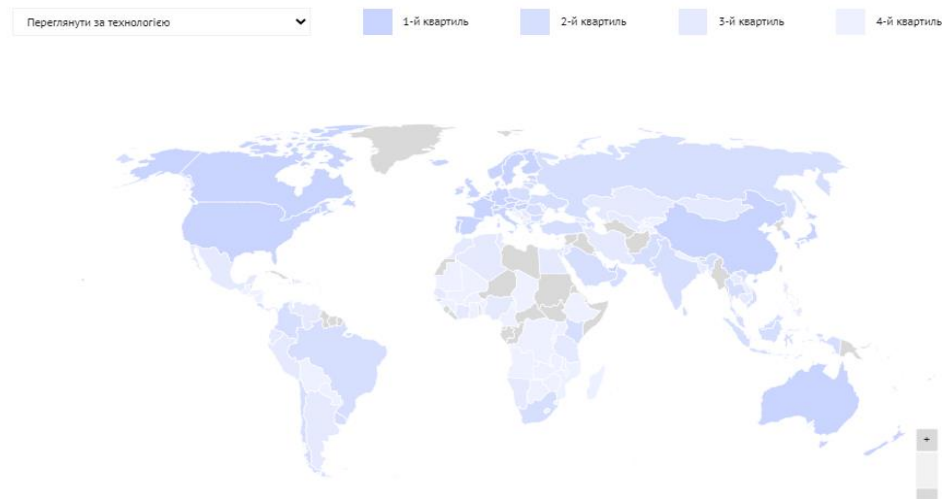 Переглянути за технологією
1-й квартиль
2-й квартиль
3-й квартиль
4-й квартиль
+